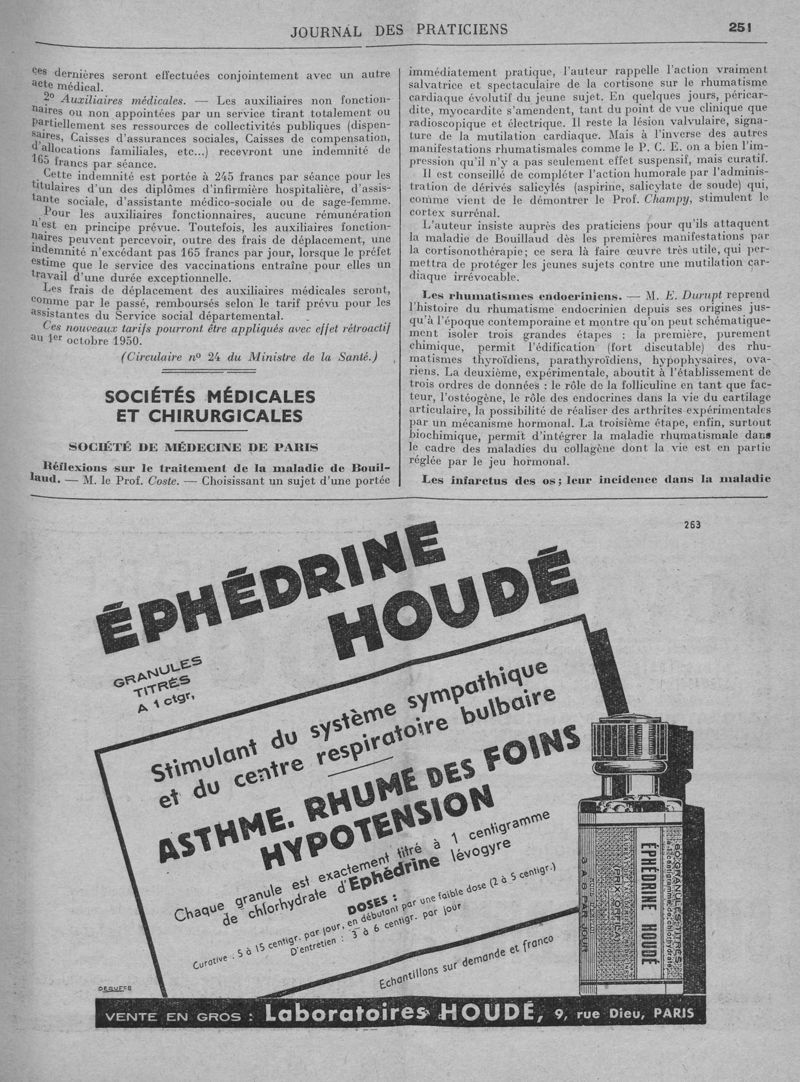 JOURNAL DES PRATICIENS
251
ces dernières seront effectuées conjointement avec un autre
acte médical.
2º Auxiliaires médicales. — Les auxiliaires non fonction-
naires ou non appointées par un service tirant totalement ou
partiellement ses ressources de collectivités publiques (dispen-
saires, Caisses d'assurances sociales, Caisses de compensation,
d'allocations familiales, etc...) recevront une indemnité de
165 francs par séance.
Cette indemnité est portée à 245 francs par séance pour les
titulaires d'un des diplômes d'infirmière hospitalière, d'assis-
tante sociale, d'assistante médico-sociale ou de sage-femme.
Pour les auxiliaires fonctionnaires, aucune rémunération
n'est en principe prévue. Toutefois, les auxiliaires fonction-
naires peuvent percevoir, outre des frais de déplacement, une
indemnité n'excédant pas 165 francs par jour, lorsque le préfet
estime que le service des vaccinations entraîne pour elles un
travail d'une durée exceptionnelle.
Les frais de déplacement des auxiliaires médicales seront,
comme par le passé, remboursés selon le tarif prévu pour les
assistantes du Service social départemental.
Ces nouveaux tarifs pourront être appliqués avec effet rétroactif
au 1er octobre 1950.
(Circulaire nº 24 du Ministre de la Santé.)
SOCIÉTÉS MÉDICALES
ET CHIRURGICALES
SOCIÉTÉ DE MÉDECINE DE PARIS
Réflexions sur le traitement de la maladie de Bouil-
laud. — M. le Prof. Coste. — Choisissant un sujet d'une portée
immédiatement pratique, l'auteur rappelle l'action vraiment
salvatrice et spectaculaire de la cortisone sur le rhumatisme
cardiaque évolutif du jeune sujet. En quelques jours, péricar-
dite, myocardite s'amendent, tant du point de vue clinique que
radioscopique et électrique. Il reste la lésion valvulaire, signa-
ture de la mutilation cardiaque. Mais à l'inverse des autres
manifestations rhumatismales comme le P. C. E. on a bien l'im-
pression qu'il n'y a pas seulement effet suspensif, mais curatif.
Il est conseillé de compléter l'action humorale par l'adminis-
tration de dérivés salicylés (aspirine, salicylate de soude) qui,
comme vient de le démontrer le Prof. Champy, stimulent le
cortex surrénal.
L'auteur insiste auprès des praticiens pour qu'ils attaquent
la maladie de Bouillaud dès les premières manifestations par
la cortisonothérapie; ce sera là faire œuvre très utile, qui per-
mettra de protéger les jeunes sujets contre une mutilation car-
diaque irrévocable.
Les rhumatismes endocriniens. — M. E. Durupt reprend
l'histoire du rhumatisme endocrinien depuis ses origines jus-
qu'à l'époque contemporaine et montre qu'on peut schématique-
ment isoler trois grandes étapes : la première, purement
chimique, permit l'édification (fort discutable) des rhu-
matismes thyroïdiens, parathyroïdiens, hypophysaires, ova-
riens. La deuxième, expérimentale, aboutit à l'établissement de
trois ordres de données : le rôle de la folliculine en tant que fac-
teur, l'ostéogène, le rôle des endocrines dans la vie du cartilage
articulaire, la possibilité de réaliser des arthrites expérimentales
par un mécanisme hormonal. La troisième étape, enfin, surtout
biochimique, permit d'intégrer la maladie rhumatismale dans
le cadre des maladies du collagène dont la vie est en partie
réglée par le jeu hormonal.
Les infarctus des os; leur incidence dans la maladie
263
ÉPHÉDRINE
HOUDÉ
GRANULES
TITRÉS
A 1 ctgr,
Stimulant du système sympathique
et du centre respiratoire bulbaire
ASTHME. RHUME DES FOINS
HYPOTENSION
Chaque granule est exactement titré à 1 centigramme
de chlorhydrate d'Ephédrine lévogyre
DOSES :
Curative : 5 à 15 centigr. par jour, en débutant par une faible dose (2 à 5 centigr.)
D'entretien : 3 à 6 centigr. par jour
Echantillons sur demande et franco
60 GRANULES TITRÉS
ÉPHÉDRINE HOUDÉ
3 A 8 PAR JOUR
VENTE EN GROS : Laboratoires HOUDÉ, 9, rue Dieu, PARIS